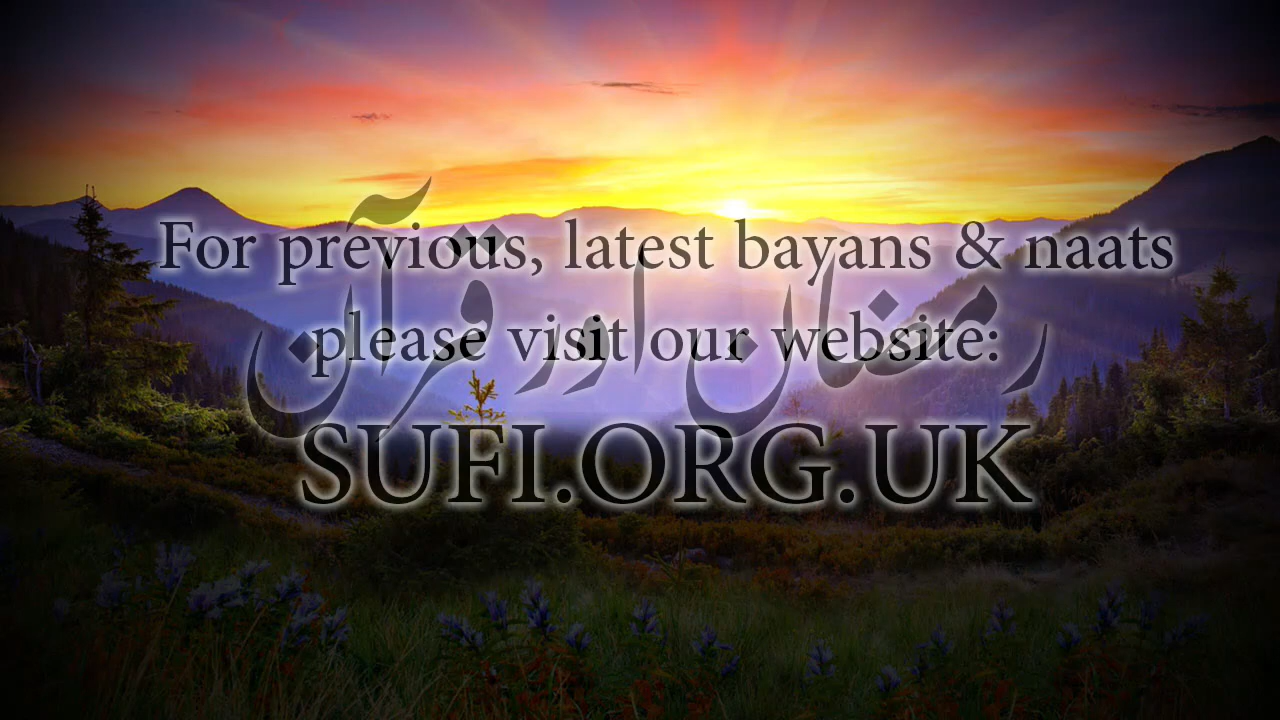 For previous, latest bayans & naats
please visit our website:
SUFI.ORG.UK
رمضان اور قرآن